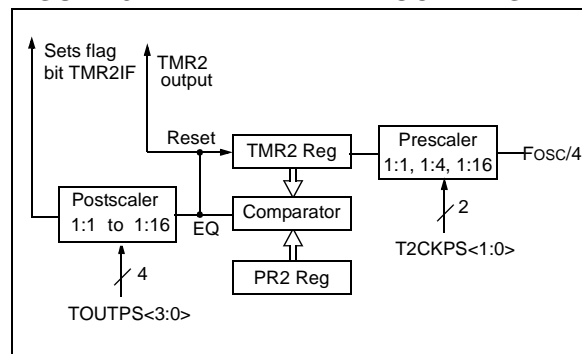 Sets flag
bit TMR2IF
TMR2
output
Reset
TMR2 Reg
Prescaler
1:1, 1:4, 1:16
FOSC/4
Postscaler
1:1 to 1:16
EQ
Comparator
2
T2CKPS<1:0>
4
PR2 Reg
TOUTPS<3:0>